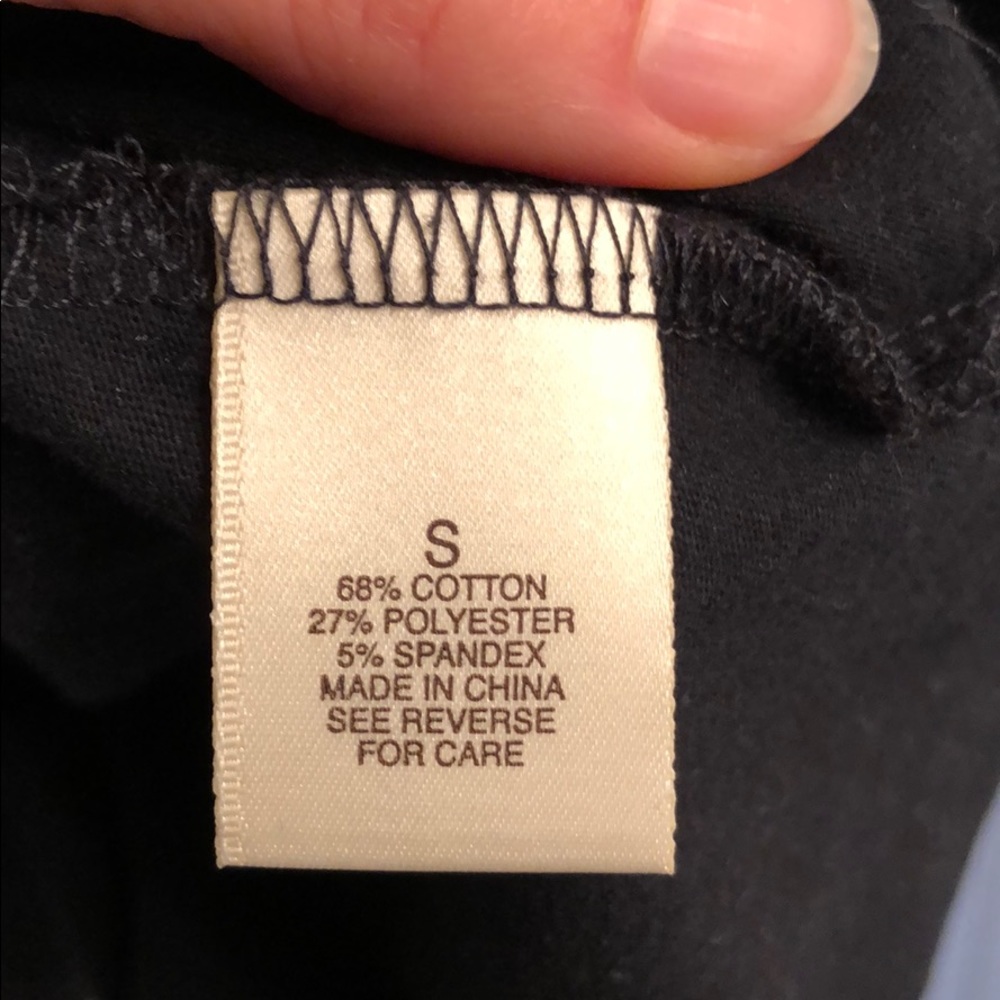 S
68% COTTON
27% POLYESTER
5% SPANDEX
MADE IN CHINA
SEE REVERSE
FOR CARE